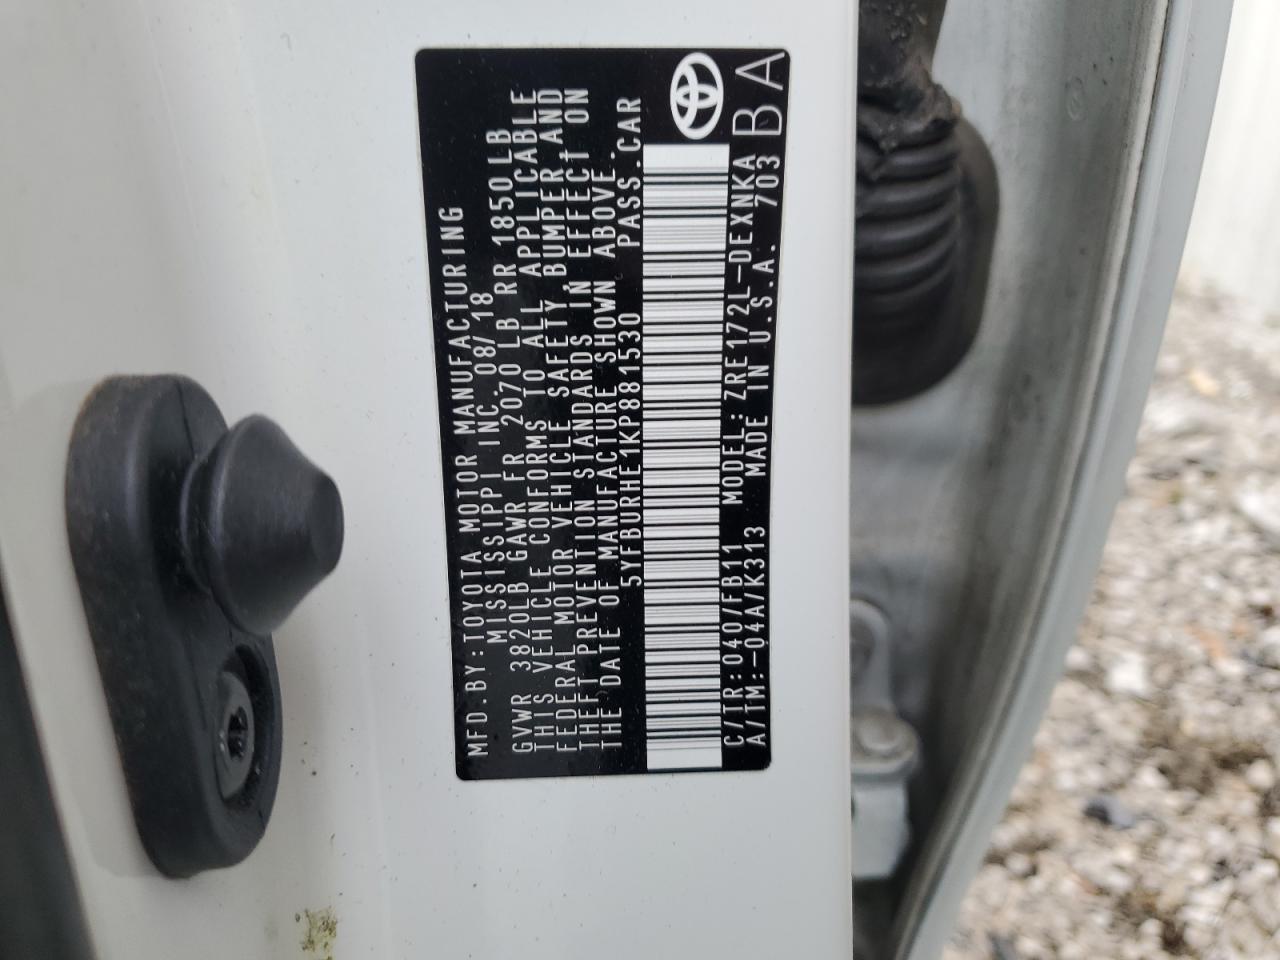 MFD.BY:TOYOTA MOTOR MANUFACTURING
MISSISSIPPI INC. 08/18
GVWR 3820LB GAWR FR 2070LB RR 1850LB
THIS VEHICLE CONFORMS TO ALL APPLICABLE
FEDERAL MOTOR VEHICLE SAFETY, BUMPER, AND
THEFT PREVENTION STANDARDS IN EFFECT ON
THE DATE OF MANUFACTURE SHOWN ABOVE.
5YFBURHE1KP881530 PASS.CAR
C/TR:040/FB11 MODEL:ZRE172L-DEXNKA
A/TM:-04A/K313 MADE IN U.S.A. 703
BA